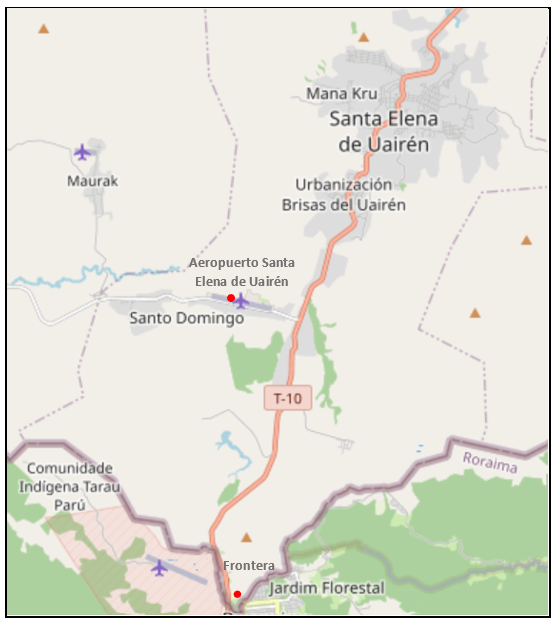 Mana Kru
Santa Elena
de Uairén
Maurak
Urbanización
Brisas del Uairén
Aeropuerto Santa
Elena de Uairén
Santo Domingo
T-10
Roraima
Comunidade
Indígena Tarau
Parú
Frontera
Jardim Florestal